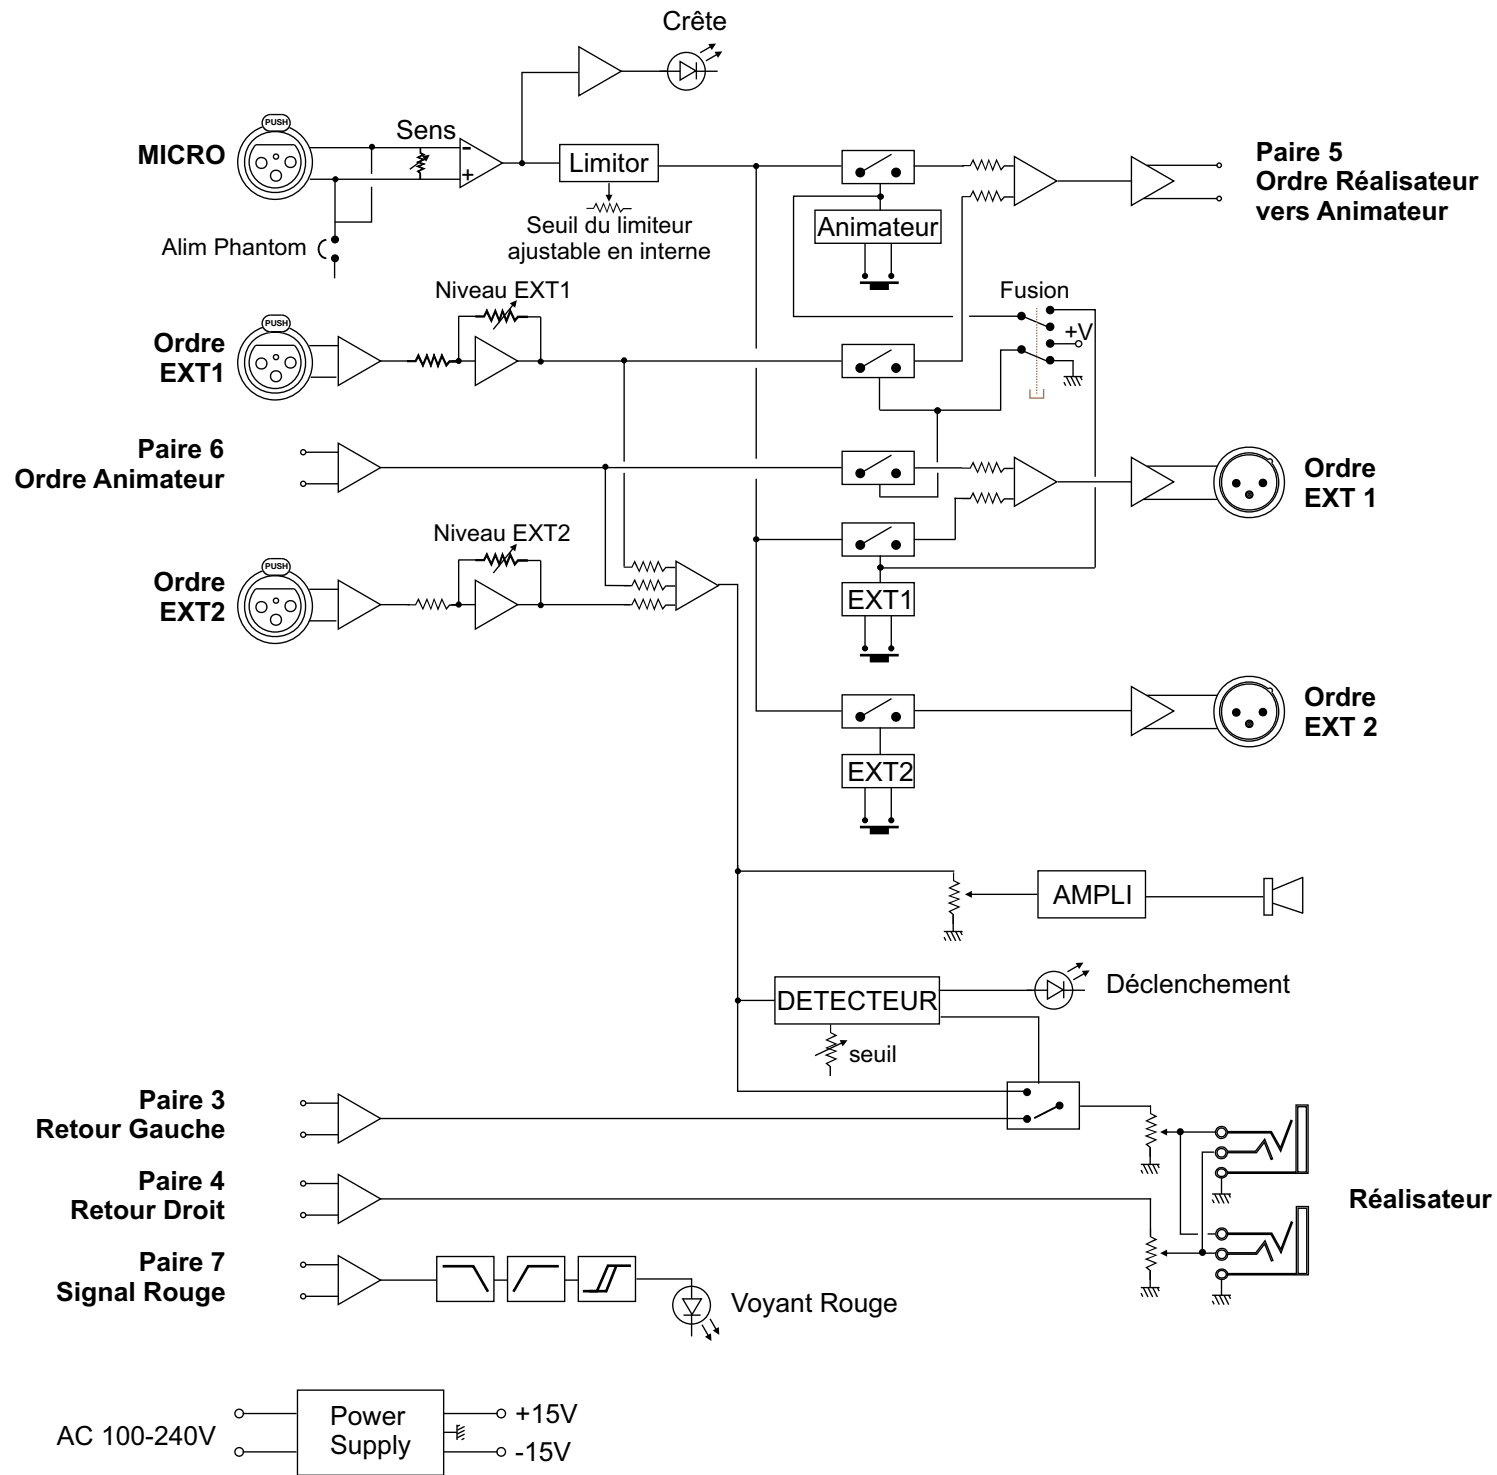 Crête
PUSH
MICRO
Sens
Limitor
Seuil du limiteur
ajustable en interne
Alim Phantom
Animateur
Paire 5
Ordre Réalisateur
vers Animateur
Niveau EXT1
PUSH
Ordre
EXT1
Fusion
+V
Paire 6
Ordre Animateur
Ordre
EXT 1
Niveau EXT2
PUSH
Ordre
EXT2
EXT1
Ordre
EXT 2
EXT2
AMPLI
DETECTEUR
Déclenchement
seuil
Paire 3
Retour Gauche
Paire 4
Retour Droit
Réalisateur
Paire 7
Signal Rouge
Voyant Rouge
AC 100-240V
Power
Supply
+15V
-15V